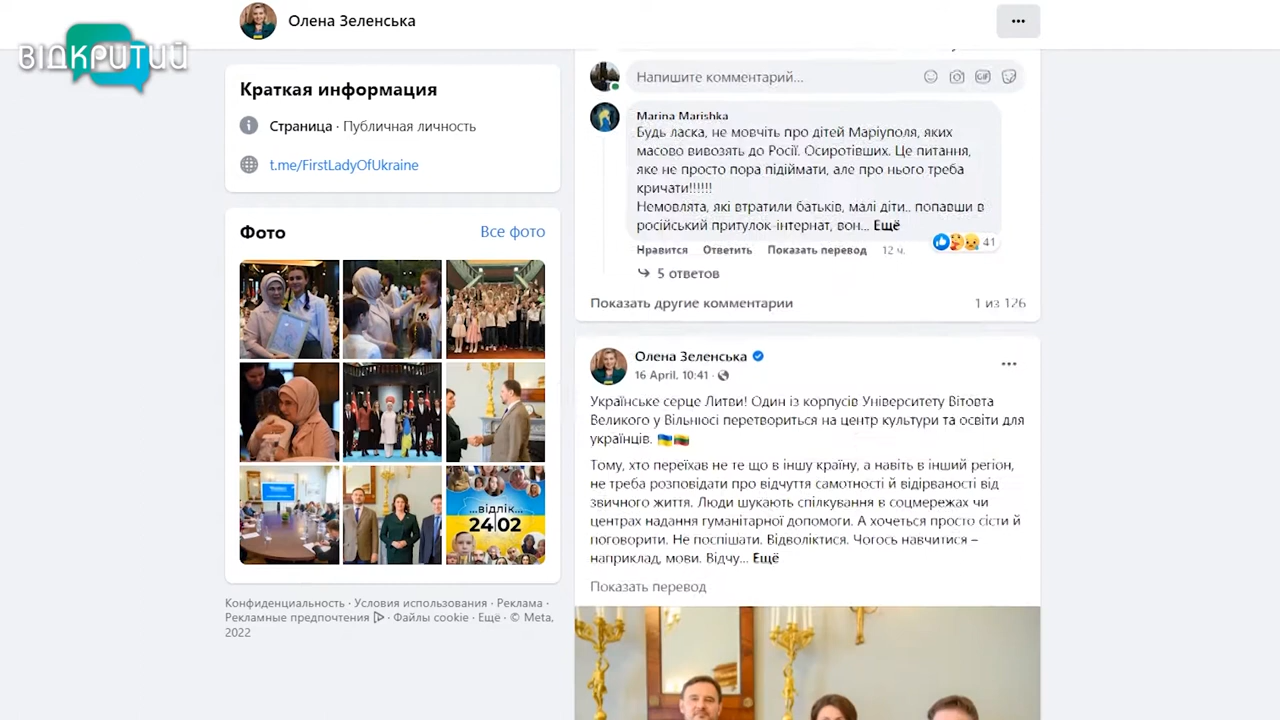 Олена Зеленська
ВІДКРИТИЙ
Краткая информация
Страница · Публичная личность
t.me/FirstLadyOfUkraine
Фото
Все фото
...відлік...
24|02
Конфиденциальность · Условия использования · Реклама ·
Рекламные предпочтения · Файлы cookie · Ещё · © Meta,
2022
Напишите комментарий...
GIF
Marina Marishka
Будь ласка, не мовчіть про дітей Маріуполя, яких
масово вивозять до Росії. Осиротівших. Це питання,
яке не просто пора підіймати, але про нього треба
кричати!!!!!!
Немовлята, які втратили батьків, малі діти.. попавши в
російський притулок-інтернат, вон... Ещё
41
Нравится Ответить Показать перевод 12 ч.
5 ответов
Показать другие комментарии
1 из 126
Олена Зеленська
16 April, 10:41 ·
Українське серце Литви! Один із корпусів Університету Вітовта
Великого у Вільнюсі перетвориться на центр культури та освіти для
українців.
Тому, хто переїхав не те що в іншу країну, а навіть в інший регіон,
не треба розповідати про відчуття самотності й відірваності від
звичного життя. Люди шукають спілкування в соцмережах чи
центрах надання гуманітарної допомоги. А хочеться просто сісти й
поговорити. Не поспішати. Відволіктися. Чогось навчитися –
наприклад, мови. Відчу... Ещё
Показать перевод